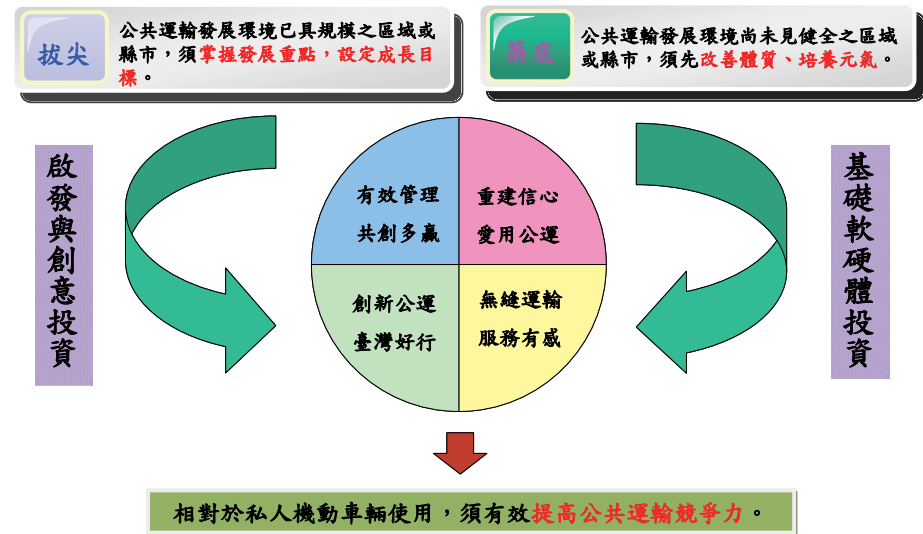 拔尖
公共運輸發展環境已具規模之區域或
縣市，須掌握發展重點，設定成長目
標。
築底
公共運輸發展環境尚未見健全之區域
或縣市，須先改善體質、培養元氣。
啟發與創意投資
有效管理
共創多贏
重建信心
愛用公運
創新公運
臺灣好行
無縫運輸
服務有感
基礎軟硬體投資
相對於私人機動車輛使用，須有效提高公共運輸競爭力。